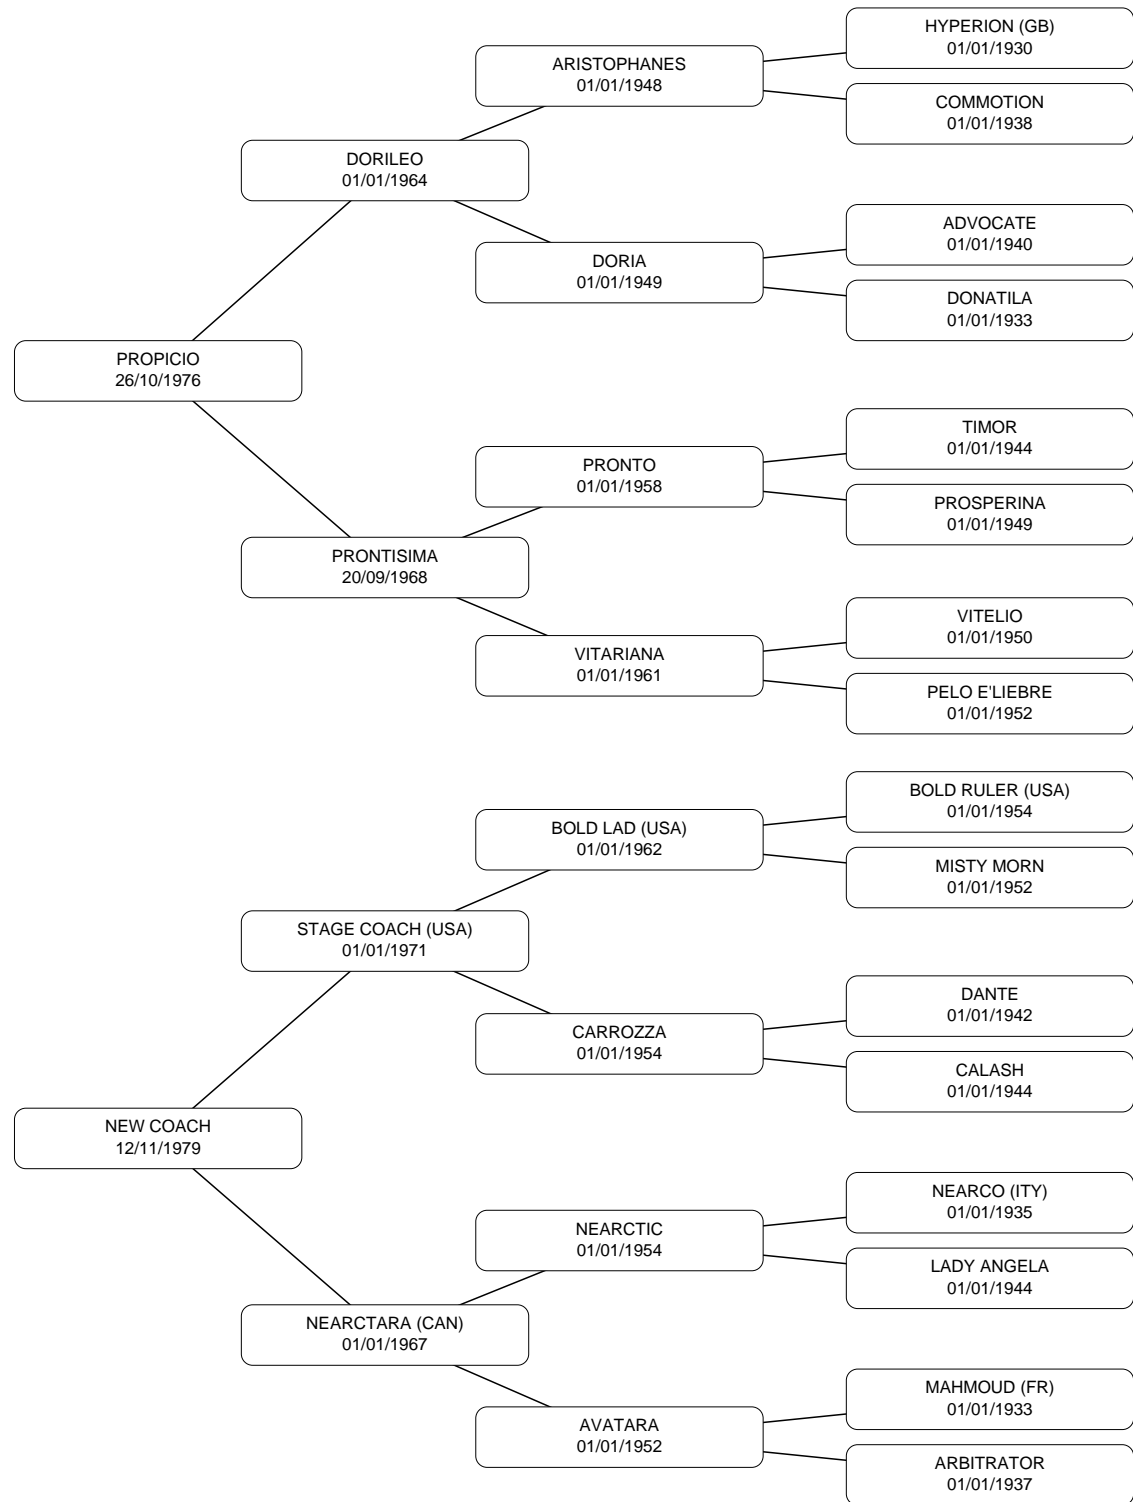 HYPERION (GB)
01/01/1930
ARISTOPHANES
01/01/1948
COMMOTION
01/01/1938
DORILEO
01/01/1964
ADVOCATE
01/01/1940
DORIA
01/01/1949
DONATILA
01/01/1933
PROPICIO
26/10/1976
TIMOR
01/01/1944
PRONTO
01/01/1958
PROSPERINA
01/01/1949
PRONTISIMA
20/09/1968
VITELIO
01/01/1950
VITARIANA
01/01/1961
PELO E'LIEBRE
01/01/1952
BOLD RULER (USA)
01/01/1954
BOLD LAD (USA)
01/01/1962
MISTY MORN
01/01/1952
STAGE COACH (USA)
01/01/1971
DANTE
01/01/1942
CARROZZA
01/01/1954
CALASH
01/01/1944
NEW COACH
12/11/1979
NEARCO (ITY)
01/01/1935
NEARCTIC
01/01/1954
LADY ANGELA
01/01/1944
NEARCTARA (CAN)
01/01/1967
MAHMOUD (FR)
01/01/1933
AVATARA
01/01/1952
ARBITRATOR
01/01/1937